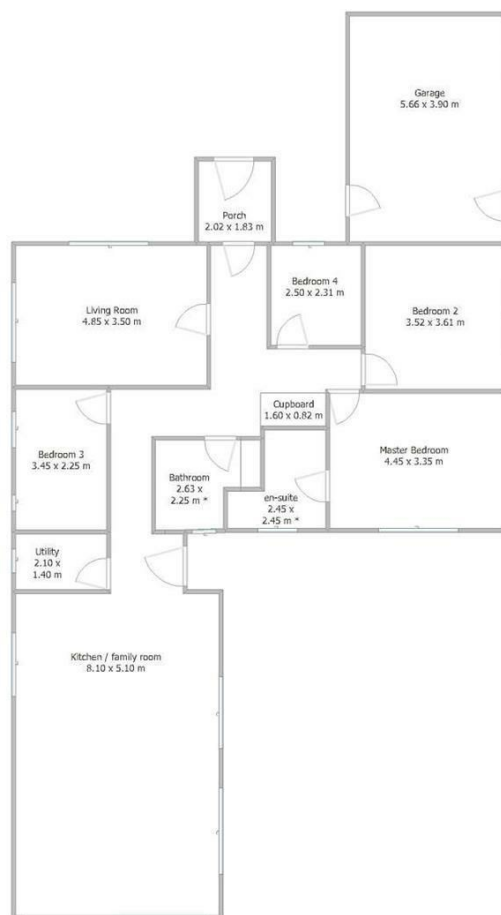 Garage
5.66 x 3.90 m
Porch
2.02 x 1.83 m
Living Room
4.85 x 3.50 m
Bedroom 4
2.50 x 2.31 m
Bedroom 2
3.52 x 3.61 m
Bedroom 3
3.45 x 2.25 m
Cupboard
1.60 x 0.82 m
Master Bedroom
4.45 x 3.35 m
Bathroom
2.63 x
2.25 m *
en-suite
2.45 x
2.45 m *
Utility
2.10 x
1.40 m
Kitchen / family room
8.10 x 5.10 m